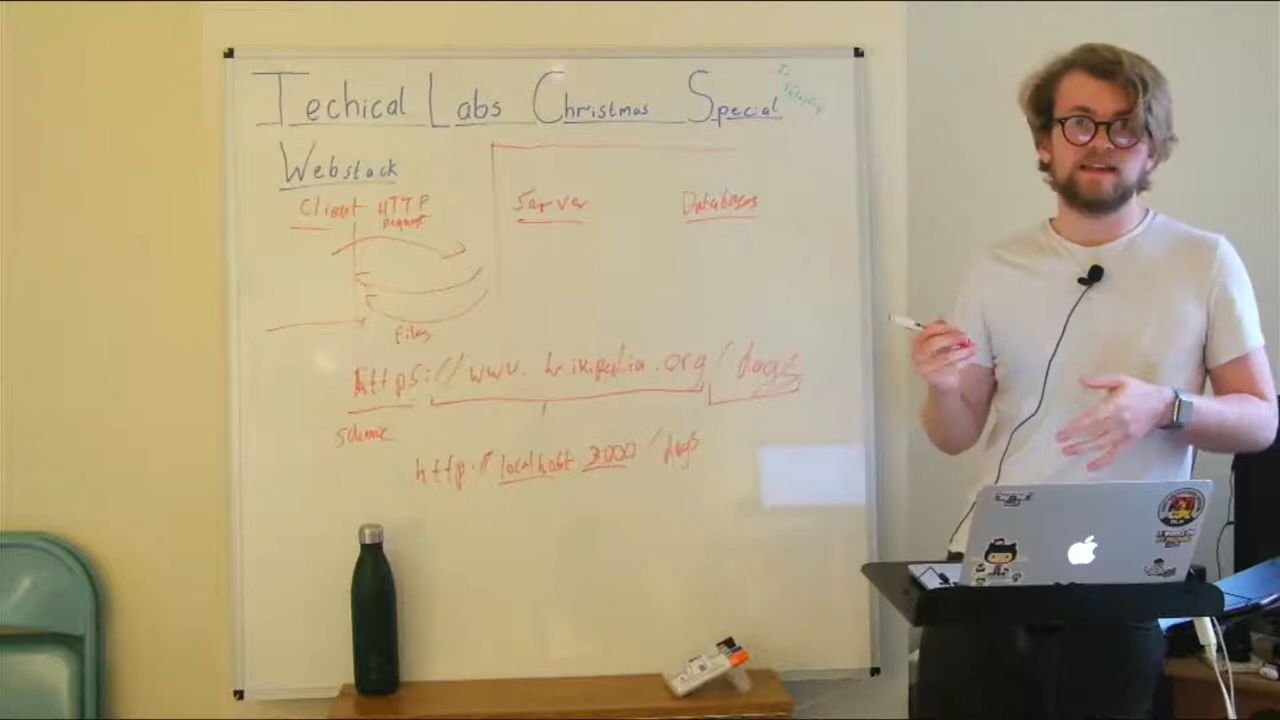 Techical Labs Christmas Special
Webstack
Client HTTP Server Databases
Request
files
https://www.wikipedia.org/dogs
scheme
http://localhost 3000/dogs